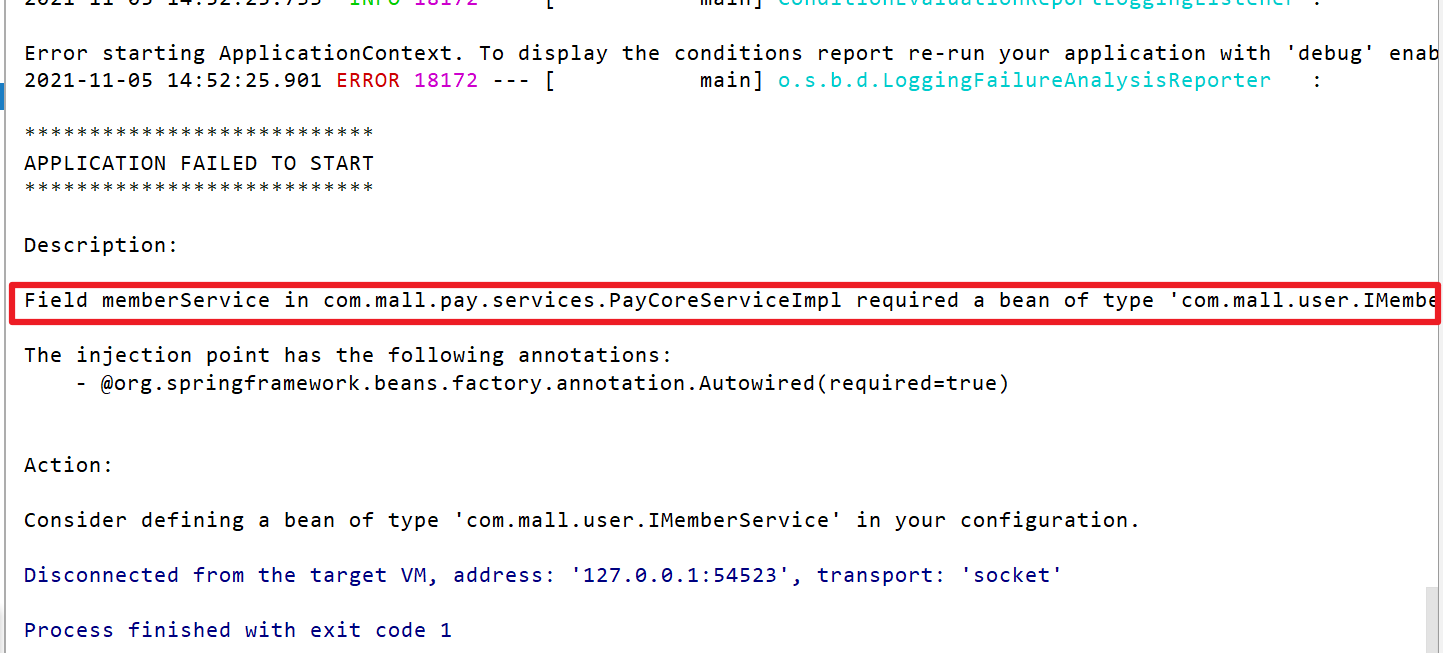 INFO 18172 [ main] ConditionEvaluationReportLoggingListener :
Error starting ApplicationContext. To display the conditions report re-run your application with 'debug' enab
2021-11-05 14:52:25.901 ERROR 18172 --- [ main] o.s.b.d.LoggingFailureAnalysisReporter :
***************************
APPLICATION FAILED TO START
***************************
Description:
Field memberService in com.mall.pay.services.PayCoreServiceImpl required a bean of type 'com.mall.user.IMembe
The injection point has the following annotations:
- @org.springframework.beans.factory.annotation.Autowired(required=true)
Action:
Consider defining a bean of type 'com.mall.user.IMemberService' in your configuration.
Disconnected from the target VM, address: '127.0.0.1:54523', transport: 'socket'
Process finished with exit code 1